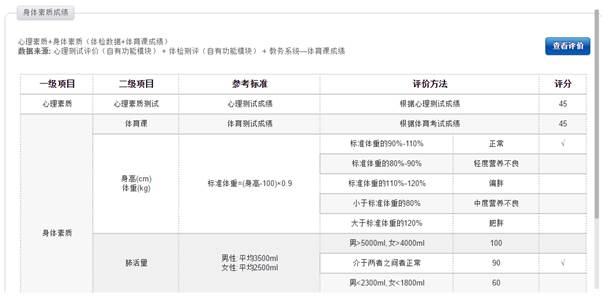 身体素质成绩
心理素质+身体素质（体检数据+体育课成绩）
数据来源: 心理测试评价（自有功能模块） + 体检测评（自有功能模块） + 教务系统—体育课成绩
查看评价
一级项目 二级项目 参考标准 评价方法 评分
心理素质 心理素质测试 心理测试成绩 根据心理测试成绩 45
体育课 体育测试成绩 根据体育考试成绩 45
标准体重的90%-110% 正常 √
标准体重的80%-90% 轻度营养不良
身高(cm)
体重(kg)
标准体重=(身高-100)×0.9
标准体重的110%-120% 偏胖
小于标准体重的80% 中度营养不良
大于标准体重的120% 肥胖
身体素质
男>5000ml,女>4000ml 100
肺活量
男性:平均3500ml
女性:平均2500ml
介于两者之间者正常 90 √
男<2300ml,女<1800ml 60